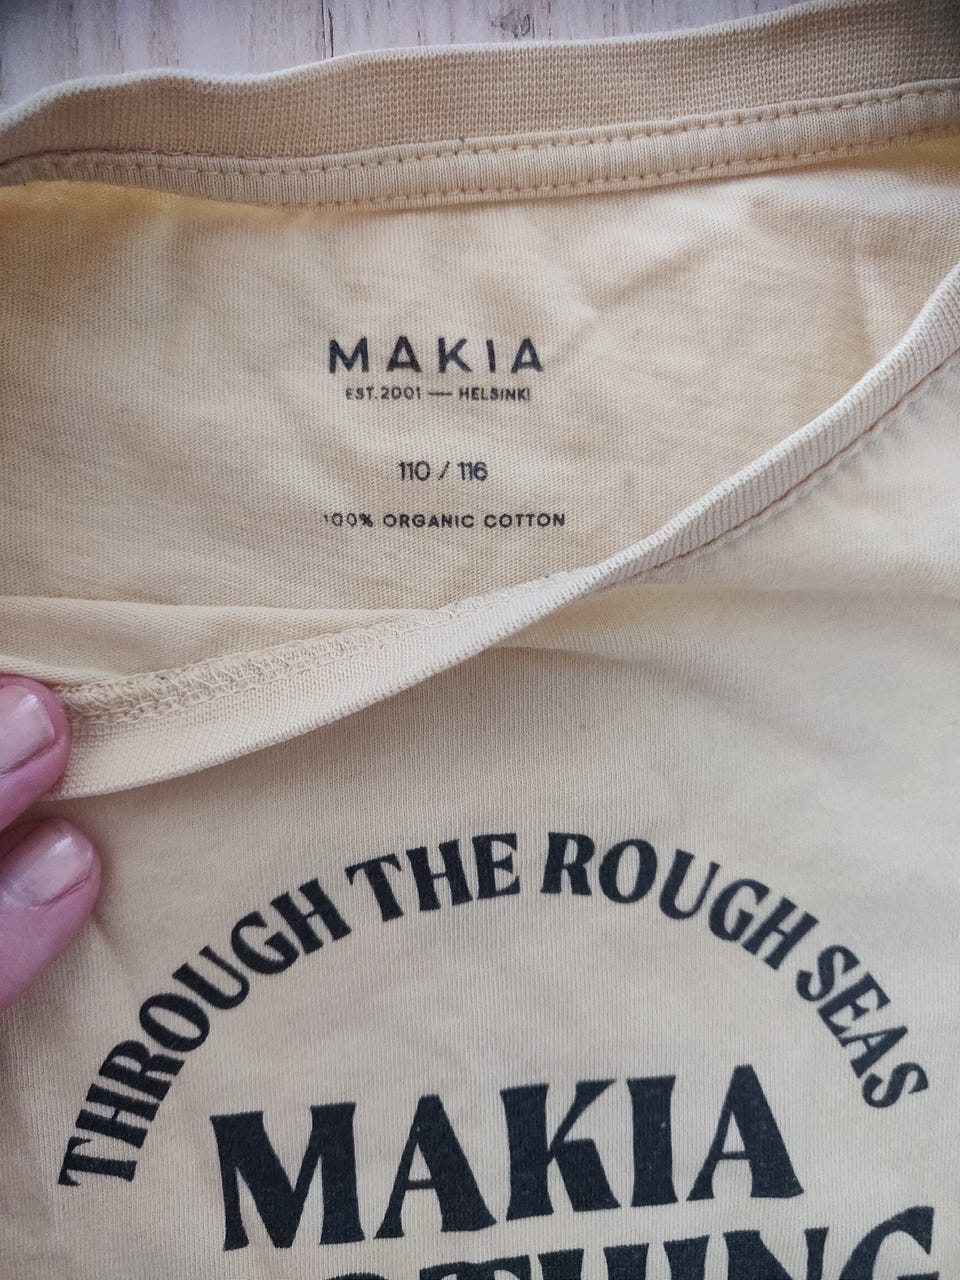 MAKIA
EST.2001 — HELSINKI
110 / 116
100% ORGANIC COTTON
THROUGH THE ROUGH SEAS
MAKIA